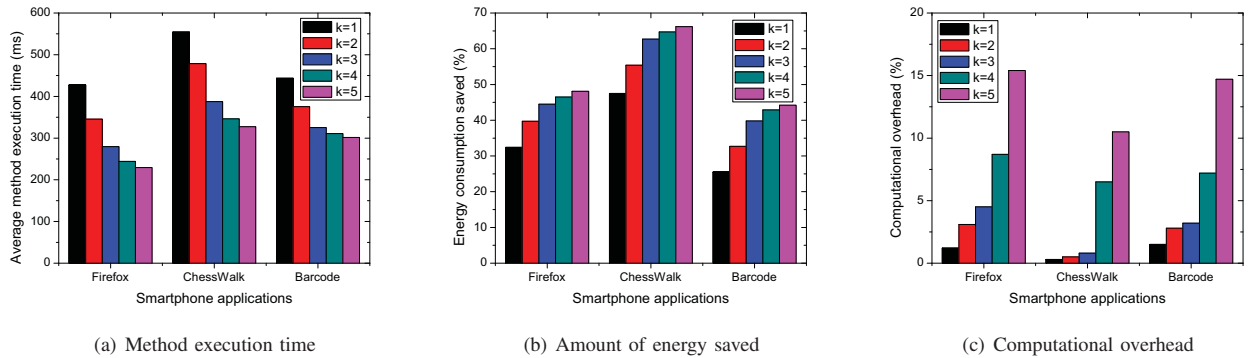 600
500
400
300
200
100
0
Average method execution time (ms)
k=1
k=2
k=3
k=4
k=5
Firefox ChessWalk Barcode
Smartphone applications
(a) Method execution time
70
60
50
40
30
20
10
0
Energy consumption saved (%)
k=1
k=2
k=3
k=4
k=5
Firefox ChessWalk Barcode
Smartphone applications
(b) Amount of energy saved
20
15
10
5
0
Computational overhead (%)
k=1
k=2
k=3
k=4
k=5
Firefox ChessWalk Barcode
Smartphone applications
(c) Computational overhead